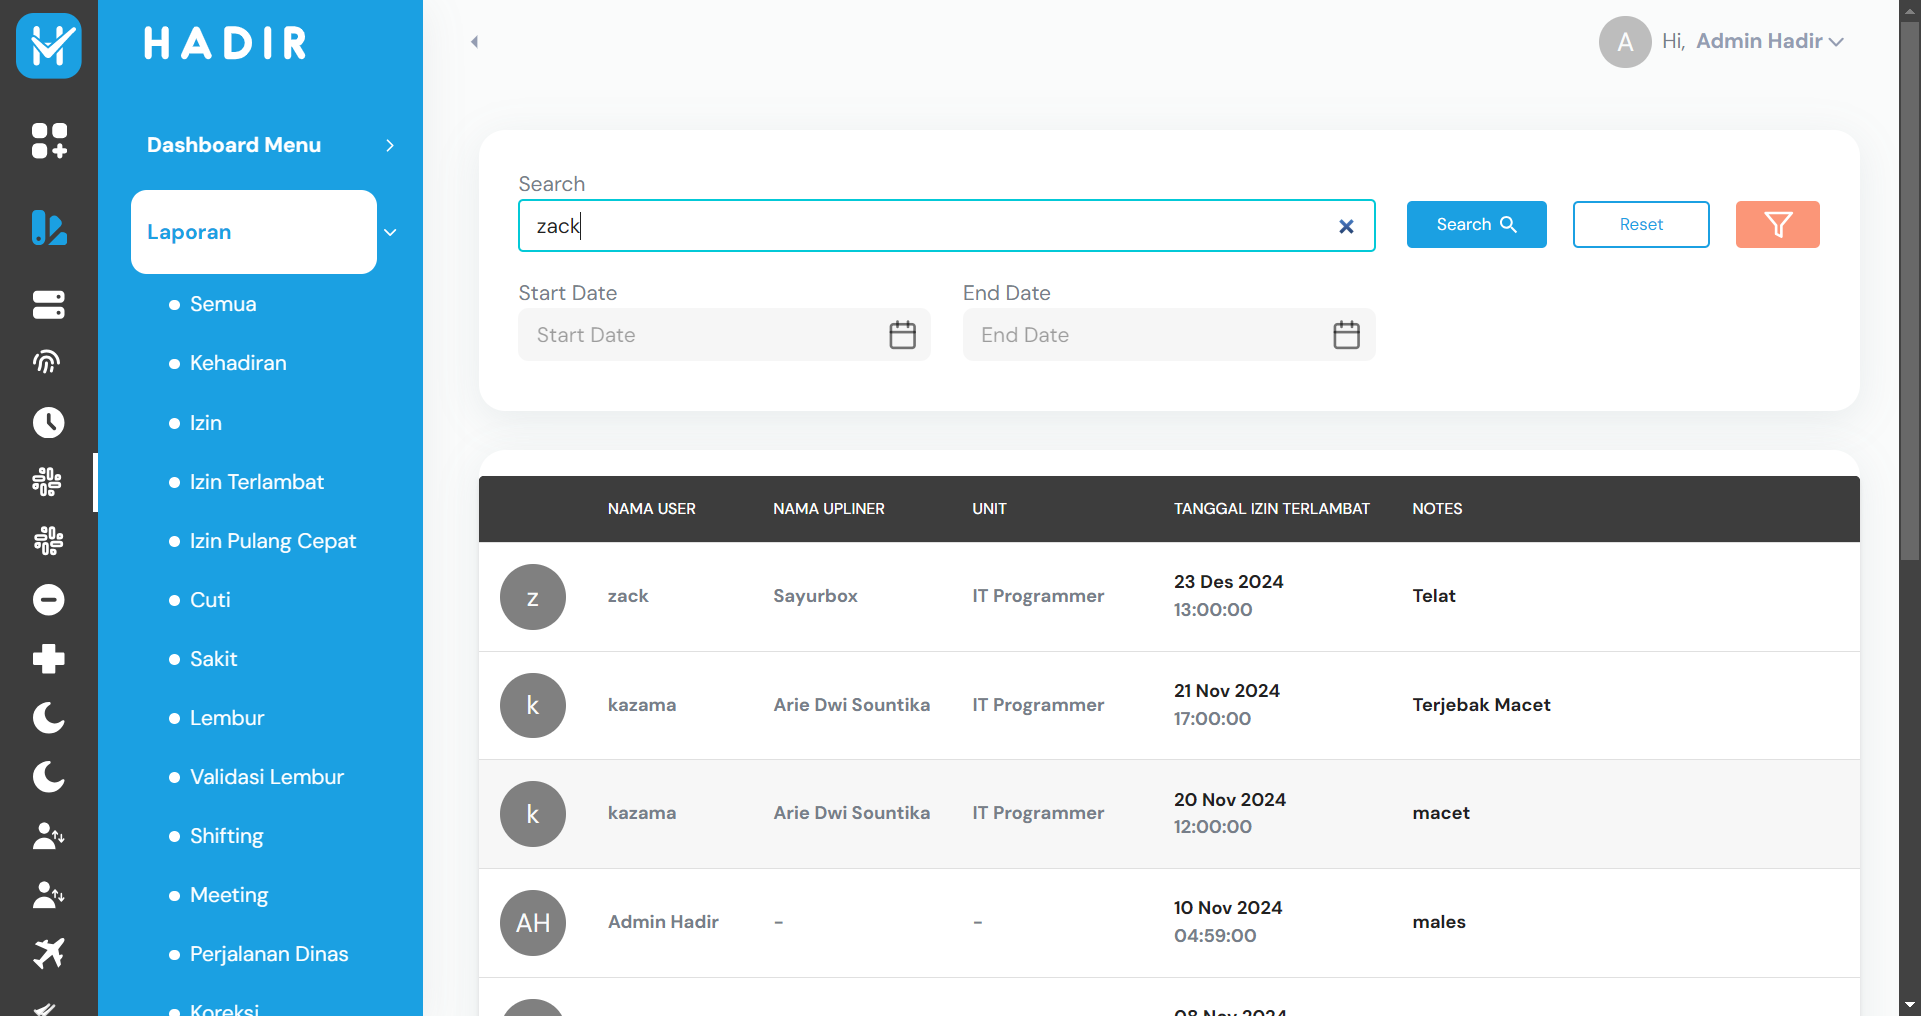 HADIR
Hi, Admin Hadir
A
Dashboard Menu
Laporan
Semua
Kehadiran
Izin
Izin Terlambat
Izin Pulang Cepat
Cuti
Sakit
Lembur
Validasi Lembur
Shifting
Meeting
Perjalanan Dinas
Koreksi
Search
zack
Search
Reset
Start Date
End Date
Start Date
End Date
NAMA USER NAMA UPLINER UNIT TANGGAL IZIN TERLAMBAT NOTES
z zack Sayurbox IT Programmer 23 Des 2024 Telat
13:00:00
k kazama Arie Dwi Sountika IT Programmer 21 Nov 2024 Terjebak Macet
17:00:00
k kazama Arie Dwi Sountika IT Programmer 20 Nov 2024 macet
12:00:00
AH Admin Hadir - - 10 Nov 2024 males
04:59:00
08 Nov 2024